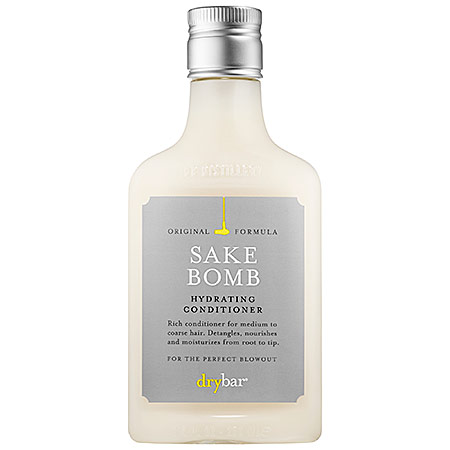 ORIGINAL FORMULA
SAKE
BOMB
HYDRATING
CONDITIONER
Rich conditioner for medium to
coarse hair. Detangles, nourishes
and moisturizes from root to tip.
FOR THE PERFECT BLOWOUT
drybar®